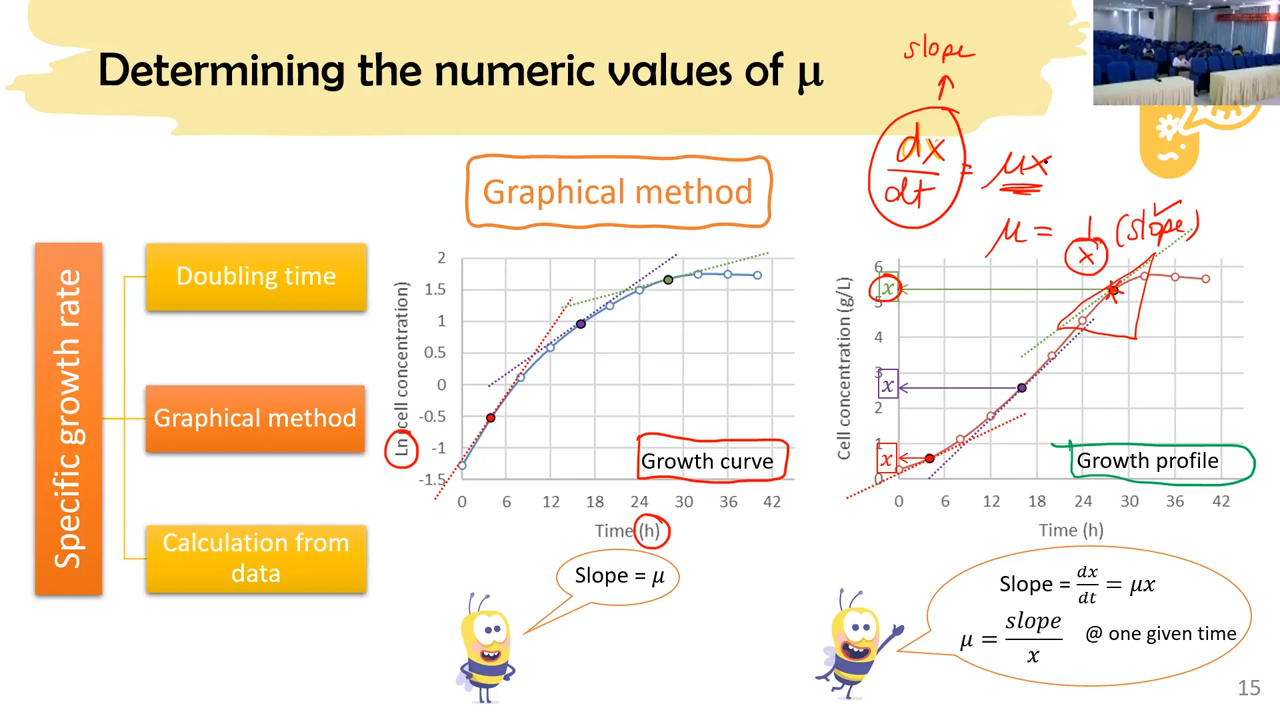 Determining the numeric values of μ
slope
dx
dt
= μx
Graphical method
μ = 1/x (slope)
Specific growth rate
Doubling time
Graphical method
Calculation from
data
Ln (cell concentration)
2
1.5
1
0.5
0
-0.5
-1
-1.5
0 6 12 18 24 30 36 42
Time (h)
Growth curve
Slope = μ
Cell concentration (g/L)
6
5
4
3
2
1
0
x
x
x
0 6 12 18 24 30 36 42
Time (h)
Growth profile
Slope = dx/dt = μx
μ = slope/x @ one given time
15